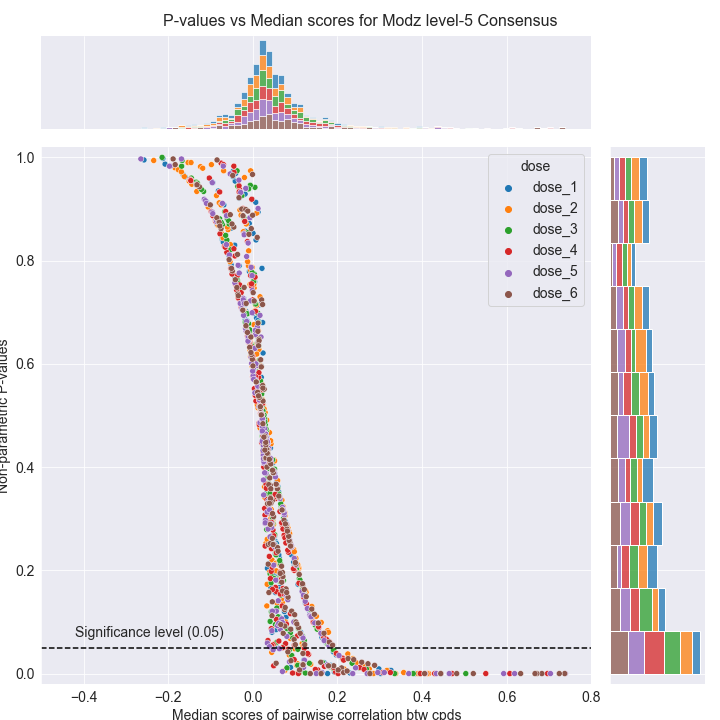 P-values vs Median scores for Modz level-5 Consensus
dose
dose_1
dose_2
dose_3
dose_4
dose_5
dose_6
1.0
0.8
0.6
0.4
0.2
0.0
Non-parametric P-values
Significance level (0.05)
−0.4 −0.2 0.0 0.2 0.4 0.6 0.8
Median scores of pairwise correlation btw cpds